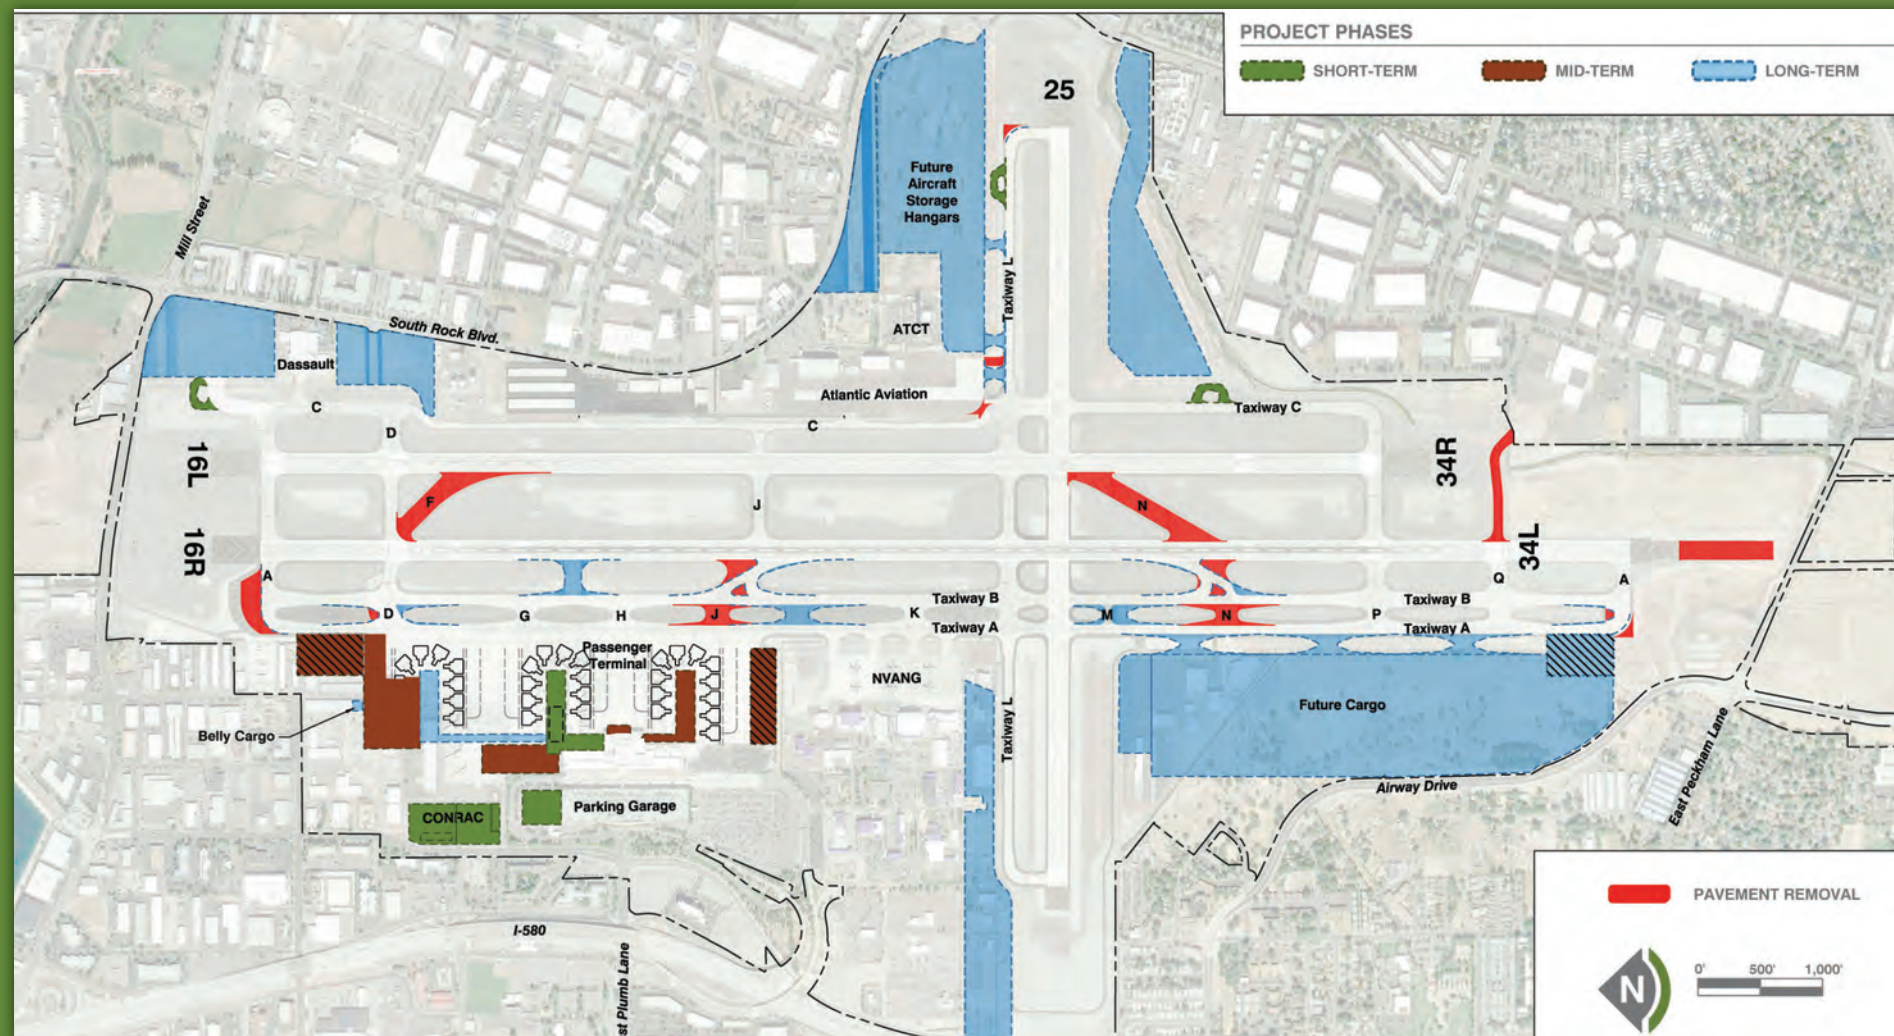 PROJECT PHASES
SHORT-TERM
MID-TERM
LONG-TERM
25
Future
Aircraft
Storage
Hangars
Mill Street
Taxiway L
South Rock Blvd.
ATCT
Dassault
Atlantic Aviation
C
Taxiway C
C
D
16L
34R
F
J
N
16R
34L
A
Q
A
Taxiway B
Taxiway B
D
G
H
J
K
M
N
P
Taxiway A
Taxiway A
Passenger
Terminal
NVANG
Future Cargo
Belly Cargo
Taxiway L
East Peckham Lane
Airway Drive
Parking Garage
CONRAC
I-580
st Plumb Lane
PAVEMENT REMOVAL
N
0' 500' 1,000'